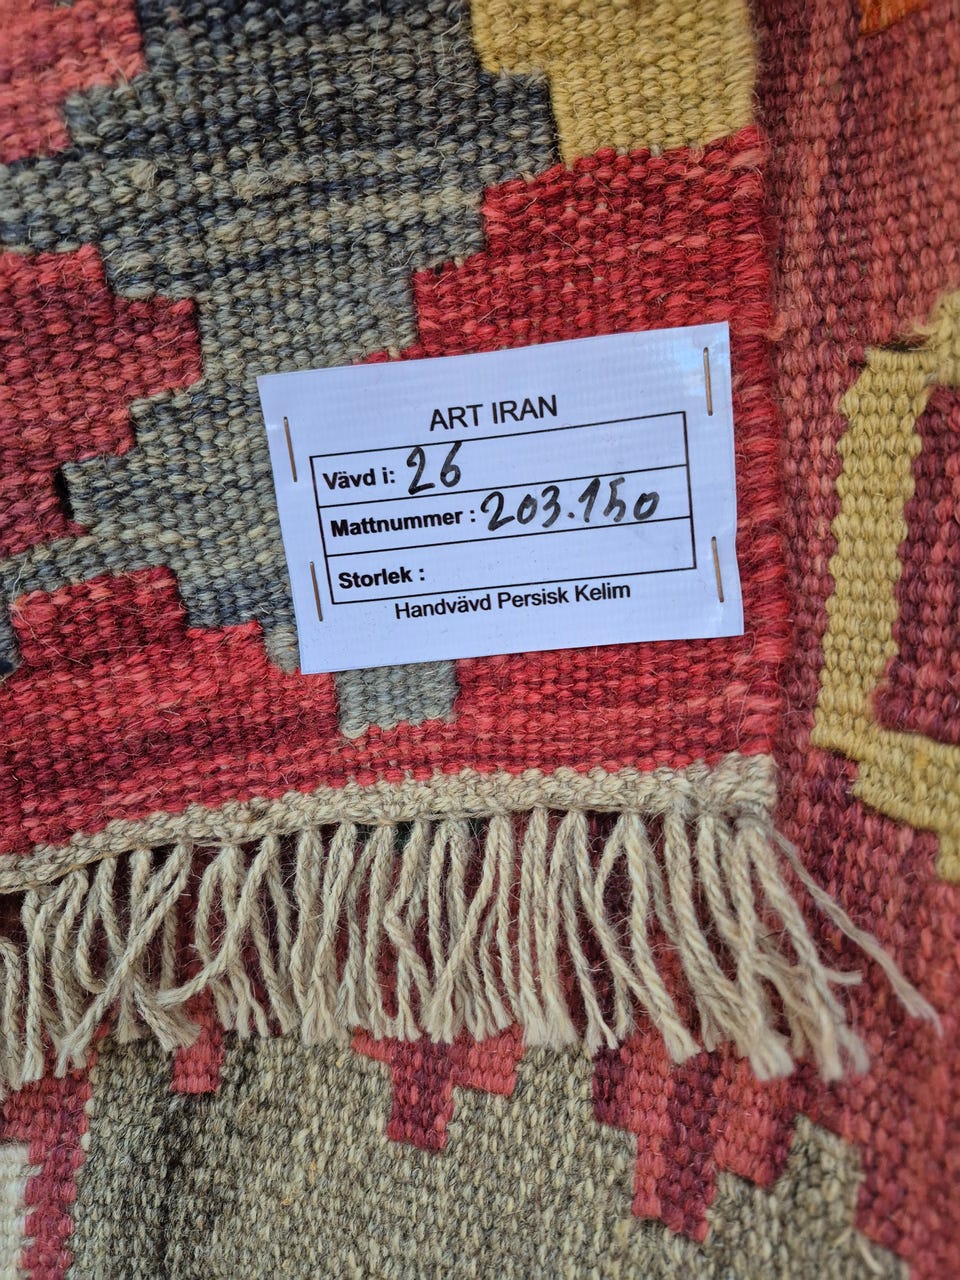 ART IRAN
Vävd i: 26
Mattnummer : 203.150
Storlek :
Handvävd Persisk Kelim